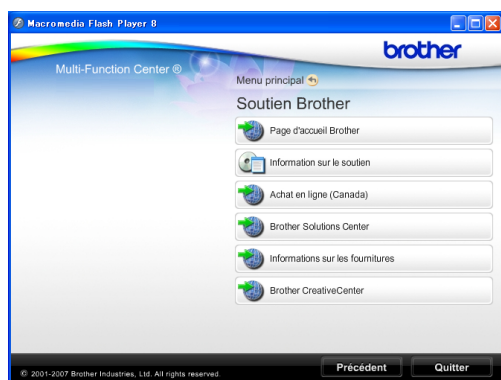 Macromedia Flash Player 8
brother
Multi-Function Center ®
Menu principal
Soutien Brother
Page d'accueil Brother
Information sur le soutien
Achat en ligne (Canada)
Brother Solutions Center
Informations sur les fournitures
Brother CreativeCenter
© 2001-2007 Brother Industries, Ltd. All rights reserved.
Précédent
Quitter